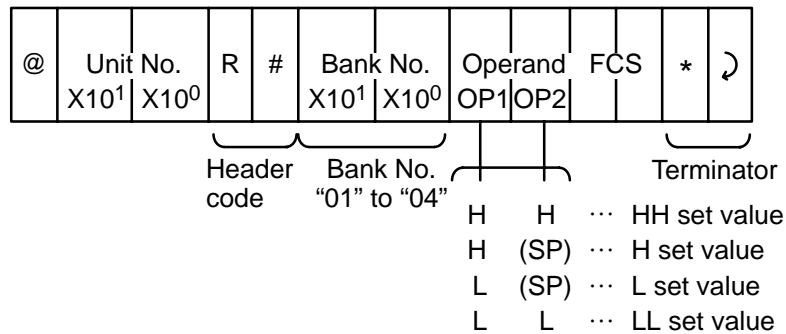 @ Unit No. R # Bank No. Operand FCS * ⤸
X10¹ X10⁰ X10¹ X10⁰ OP1 OP2
Header code
Bank No. “01” to “04”
Terminator
H H ··· HH set value
H (SP) ··· H set value
L (SP) ··· L set value
L L ··· LL set value